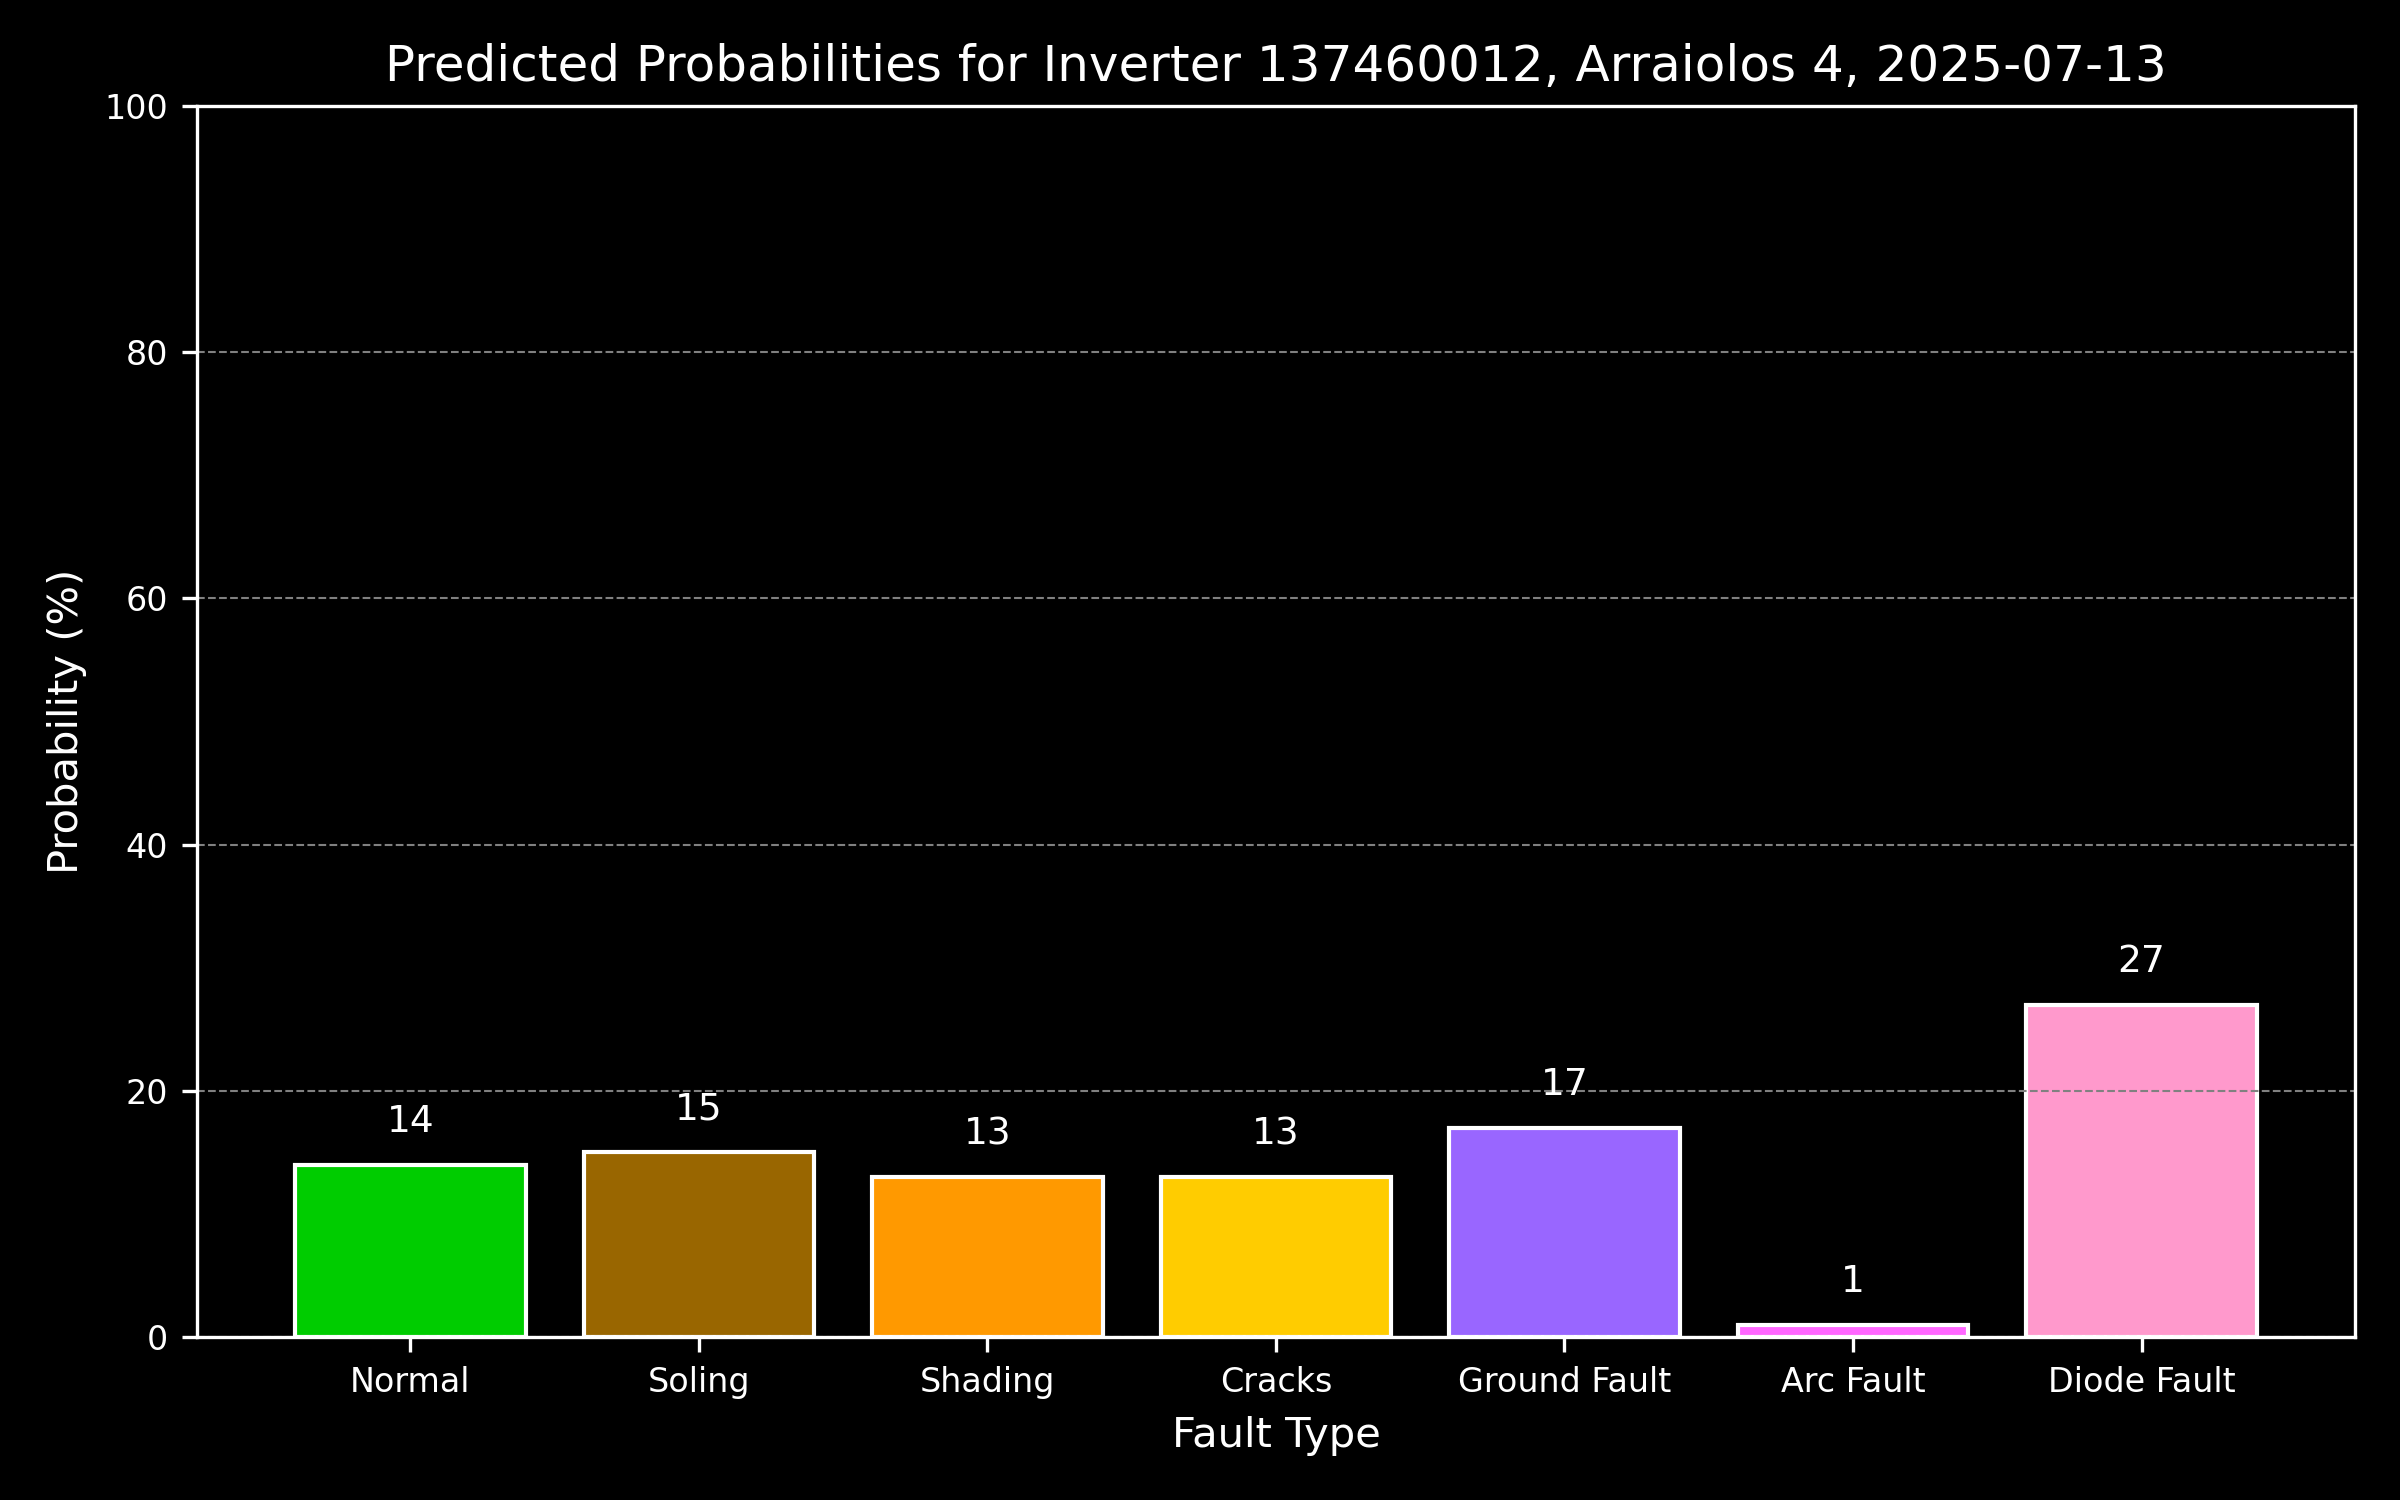 Predicted Probabilities for Inverter 137460012, Arraiolos 4, 2025-07-13
Probability (%)
100
80
60
40
20
0
14
15
13
13
17
1
27
Normal
Soling
Shading
Cracks
Ground Fault
Arc Fault
Diode Fault
Fault Type